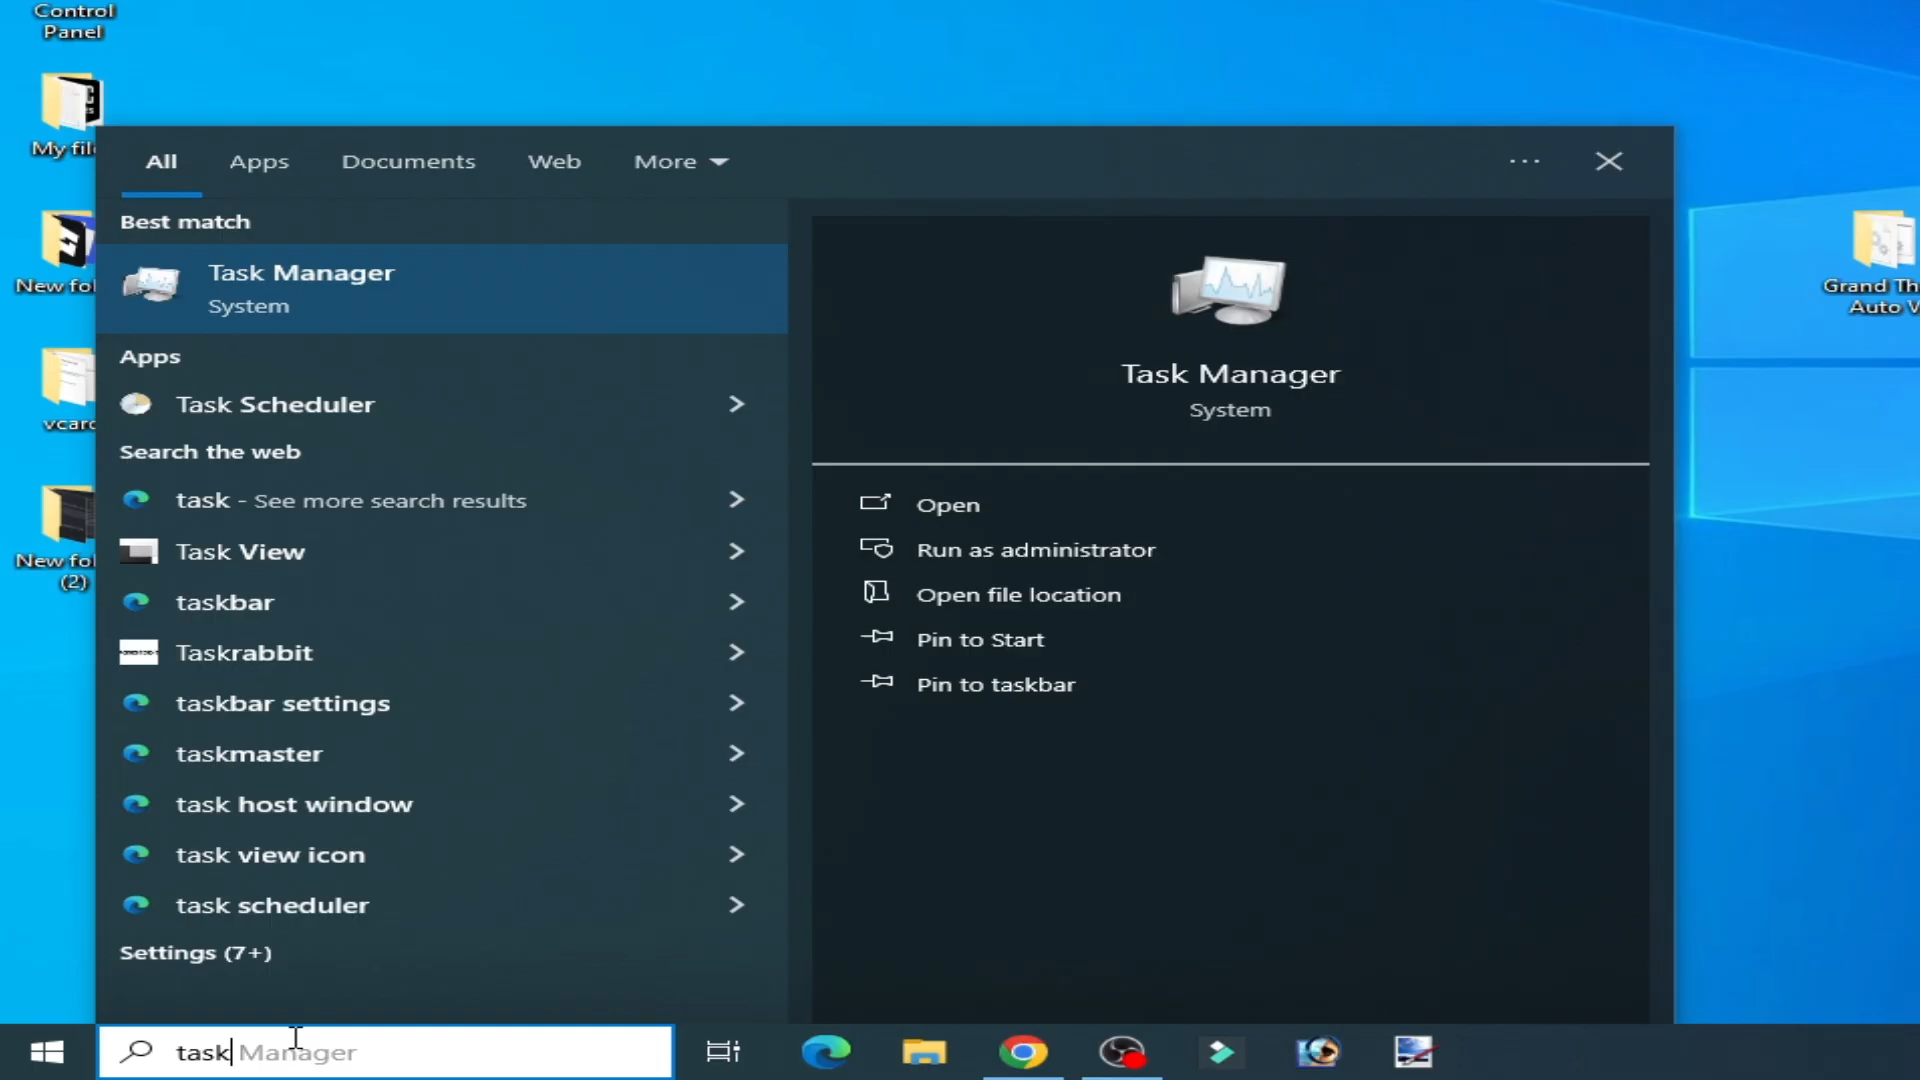 Control
Panel
My fil
New fol
vcard
New fol
(2)
All Apps Documents Web More
Best match
Task Manager
System
Apps
Task Scheduler
Search the web
task - See more search results
Task View
taskbar
Taskrabbit
taskbar settings
taskmaster
task host window
task view icon
task scheduler
Settings (7+)
Task Manager
System
Open
Run as administrator
Open file location
Pin to Start
Pin to taskbar
Grand Th
Auto V
task Manager